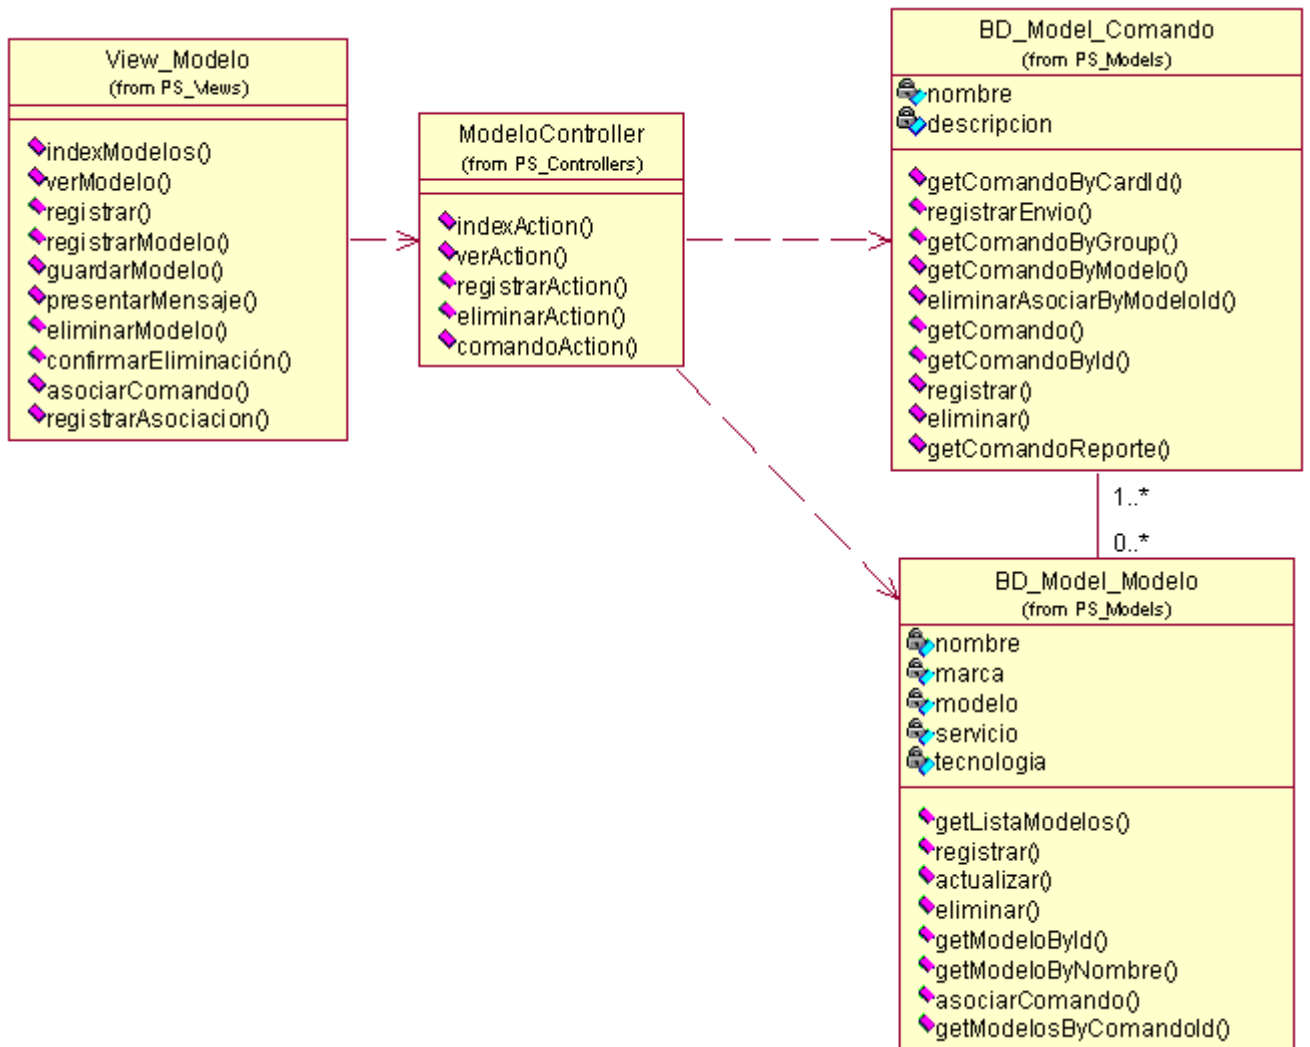 View_Modelo
(from PS_Views)
indexModelos()
verModelo()
registrar()
registrarModelo()
guardarModelo()
presentarMensaje()
eliminarModelo()
confirmarEliminación()
asociarComando()
registrarAsociacion()
ModeloController
(from PS_Controllers)
indexAction()
verAction()
registrarAction()
eliminarAction()
comandoAction()
BD_Model_Comando
(from PS_Models)
nombre
descripcion
getComandoByCardId()
registrarEnvio()
getComandoByGroup()
getComandoByModelo()
eliminarAsociarByModeloId()
getComando()
getComandoById()
registrar()
eliminar()
getComandoReporte()
1..*
0..*
BD_Model_Modelo
(from PS_Models)
nombre
marca
modelo
servicio
tecnologia
getListaModelos()
registrar()
actualizar()
eliminar()
getModeloById()
getModeloByNombre()
asociarComando()
getModelosByComandoId()